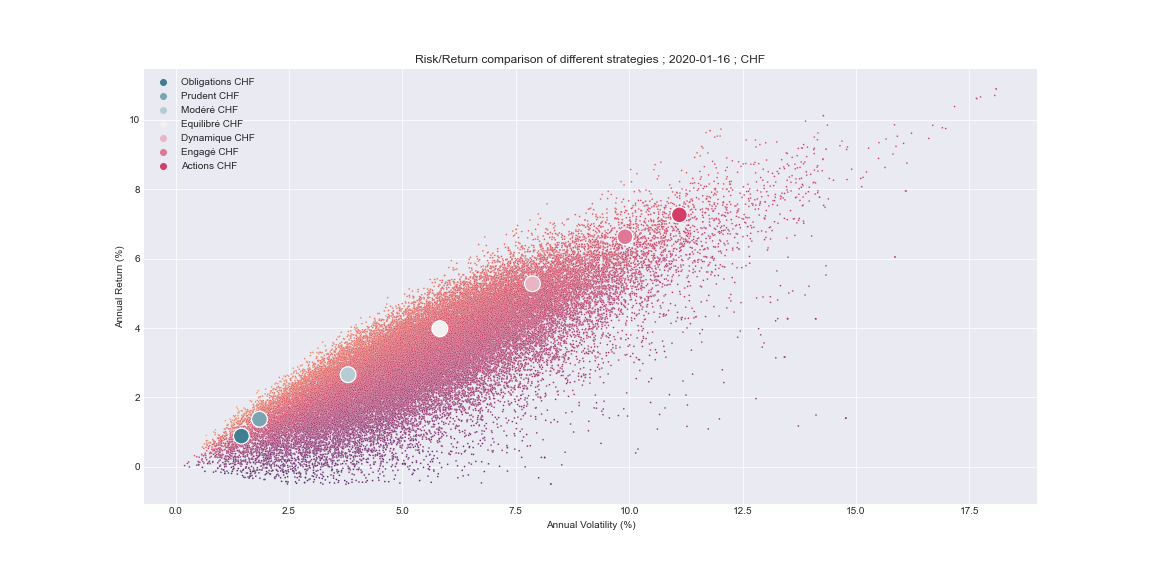 Risk/Return comparison of different strategies ; 2020-01-16 ; CHF
Obligations CHF
Prudent CHF
Modéré CHF
Equilibré CHF
Dynamique CHF
Engagé CHF
Actions CHF
10
8
6
4
2
0
Annual Return (%)
0.0 2.5 5.0 7.5 10.0 12.5 15.0 17.5
Annual Volatility (%)